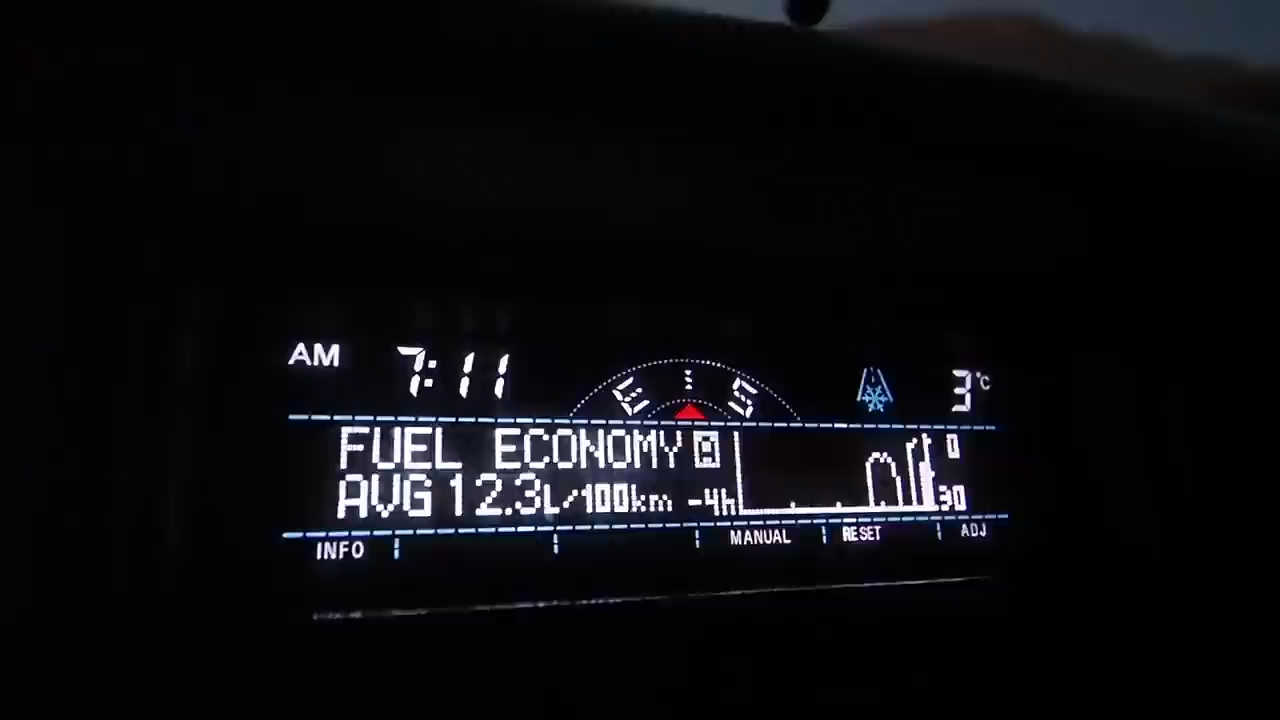 AM 7:11 E S 3°C
FUEL ECONOMY 0
AVG 12.3L/100km -4h 30
INFO MANUAL RESET ADJ